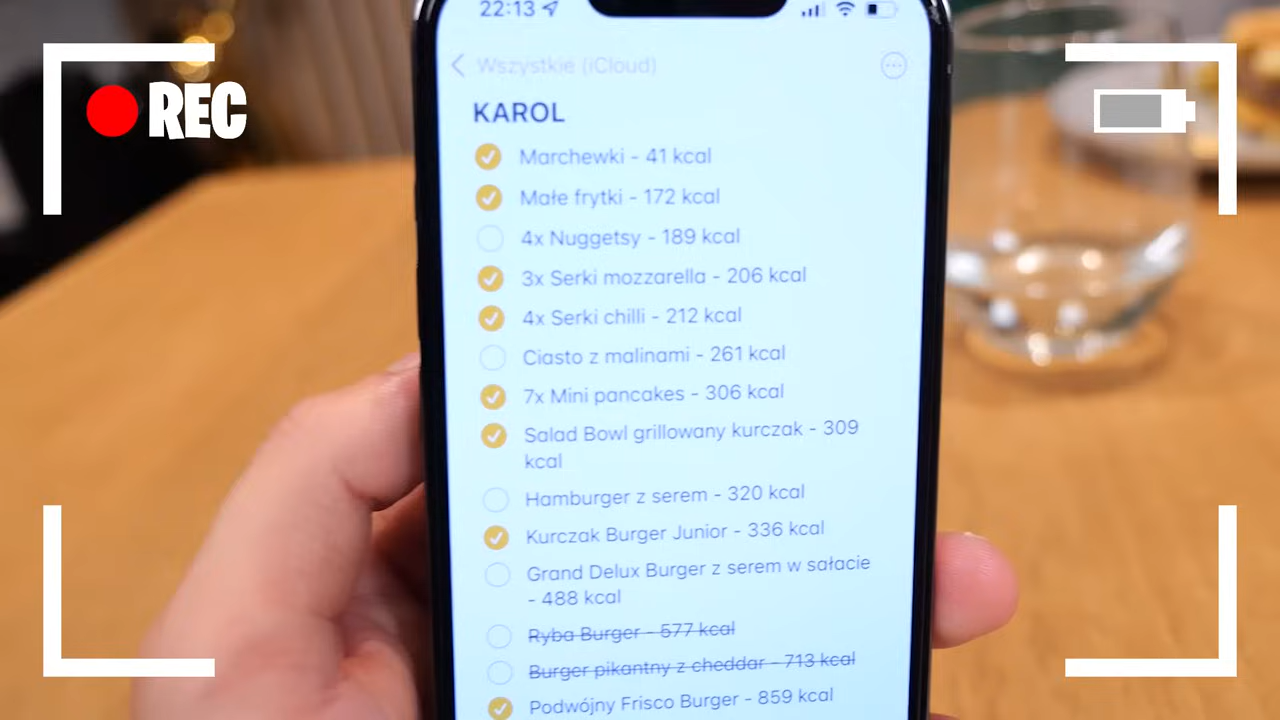 22:13
REC
Wszystkie (iCloud)
KAROL
Marchewki - 41 kcal
Małe frytki - 172 kcal
4x Nuggetsy - 189 kcal
3x Serki mozzarella - 206 kcal
4x Serki chilli - 212 kcal
Ciasto z malinami - 261 kcal
7x Mini pancakes - 306 kcal
Salad Bowl grillowany kurczak - 309
kcal
Hamburger z serem - 320 kcal
Kurczak Burger Junior - 336 kcal
Grand Delux Burger z serem w sałacie
- 488 kcal
Ryba Burger - 577 kcal
Burger pikantny z cheddar - 713 kcal
Podwójny Frisco Burger - 859 kcal